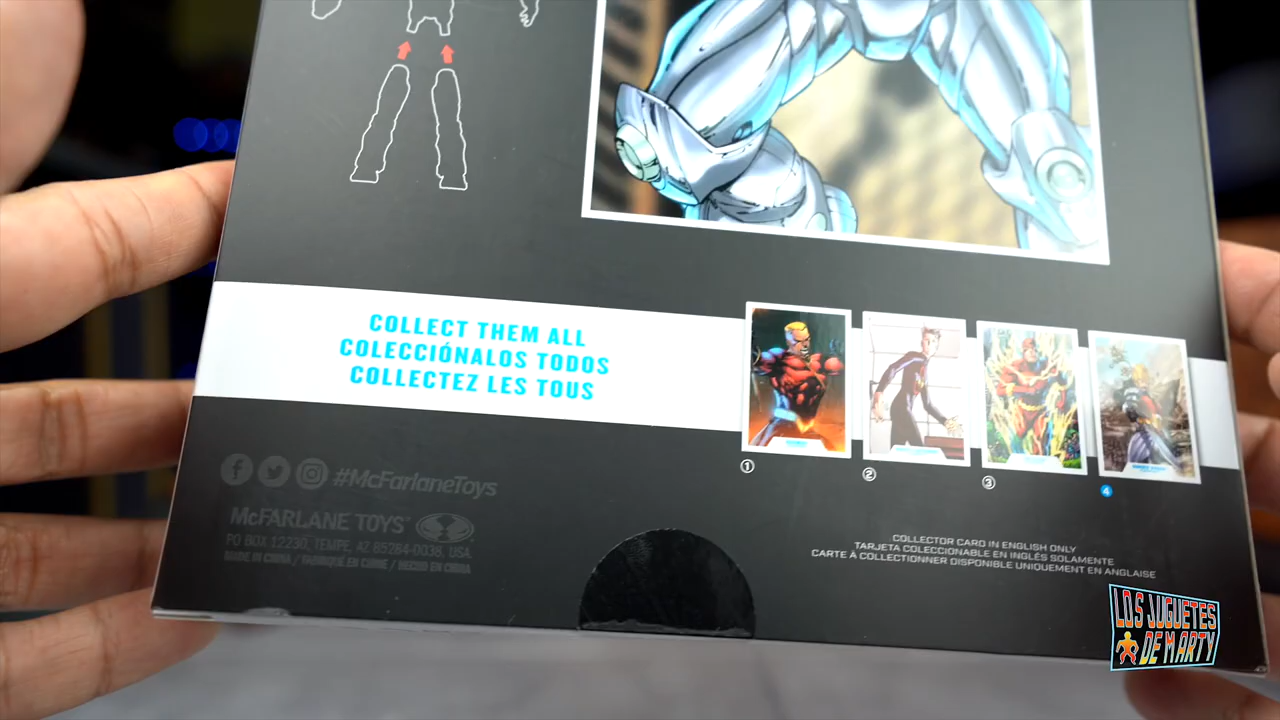 COLLECT THEM ALL
COLECCIÓNALOS TODOS
COLLECTEZ LES TOUS
① ② ③ ④
#McFarlaneToys
McFARLANE TOYS
PO BOX 12230, TEMPE, AZ 85284-0038, USA.
MADE IN CHINA / FABRIQUÉ EN CHINE / HECHO EN CHINA
COLLECTOR CARD IN ENGLISH ONLY
TARJETA COLECCIONABLE EN INGLÉS SOLAMENTE
CARTE À COLLECTIONNER DISPONIBLE UNIQUEMENT EN ANGLAISE
LOS JUGUETES
DE MARTY